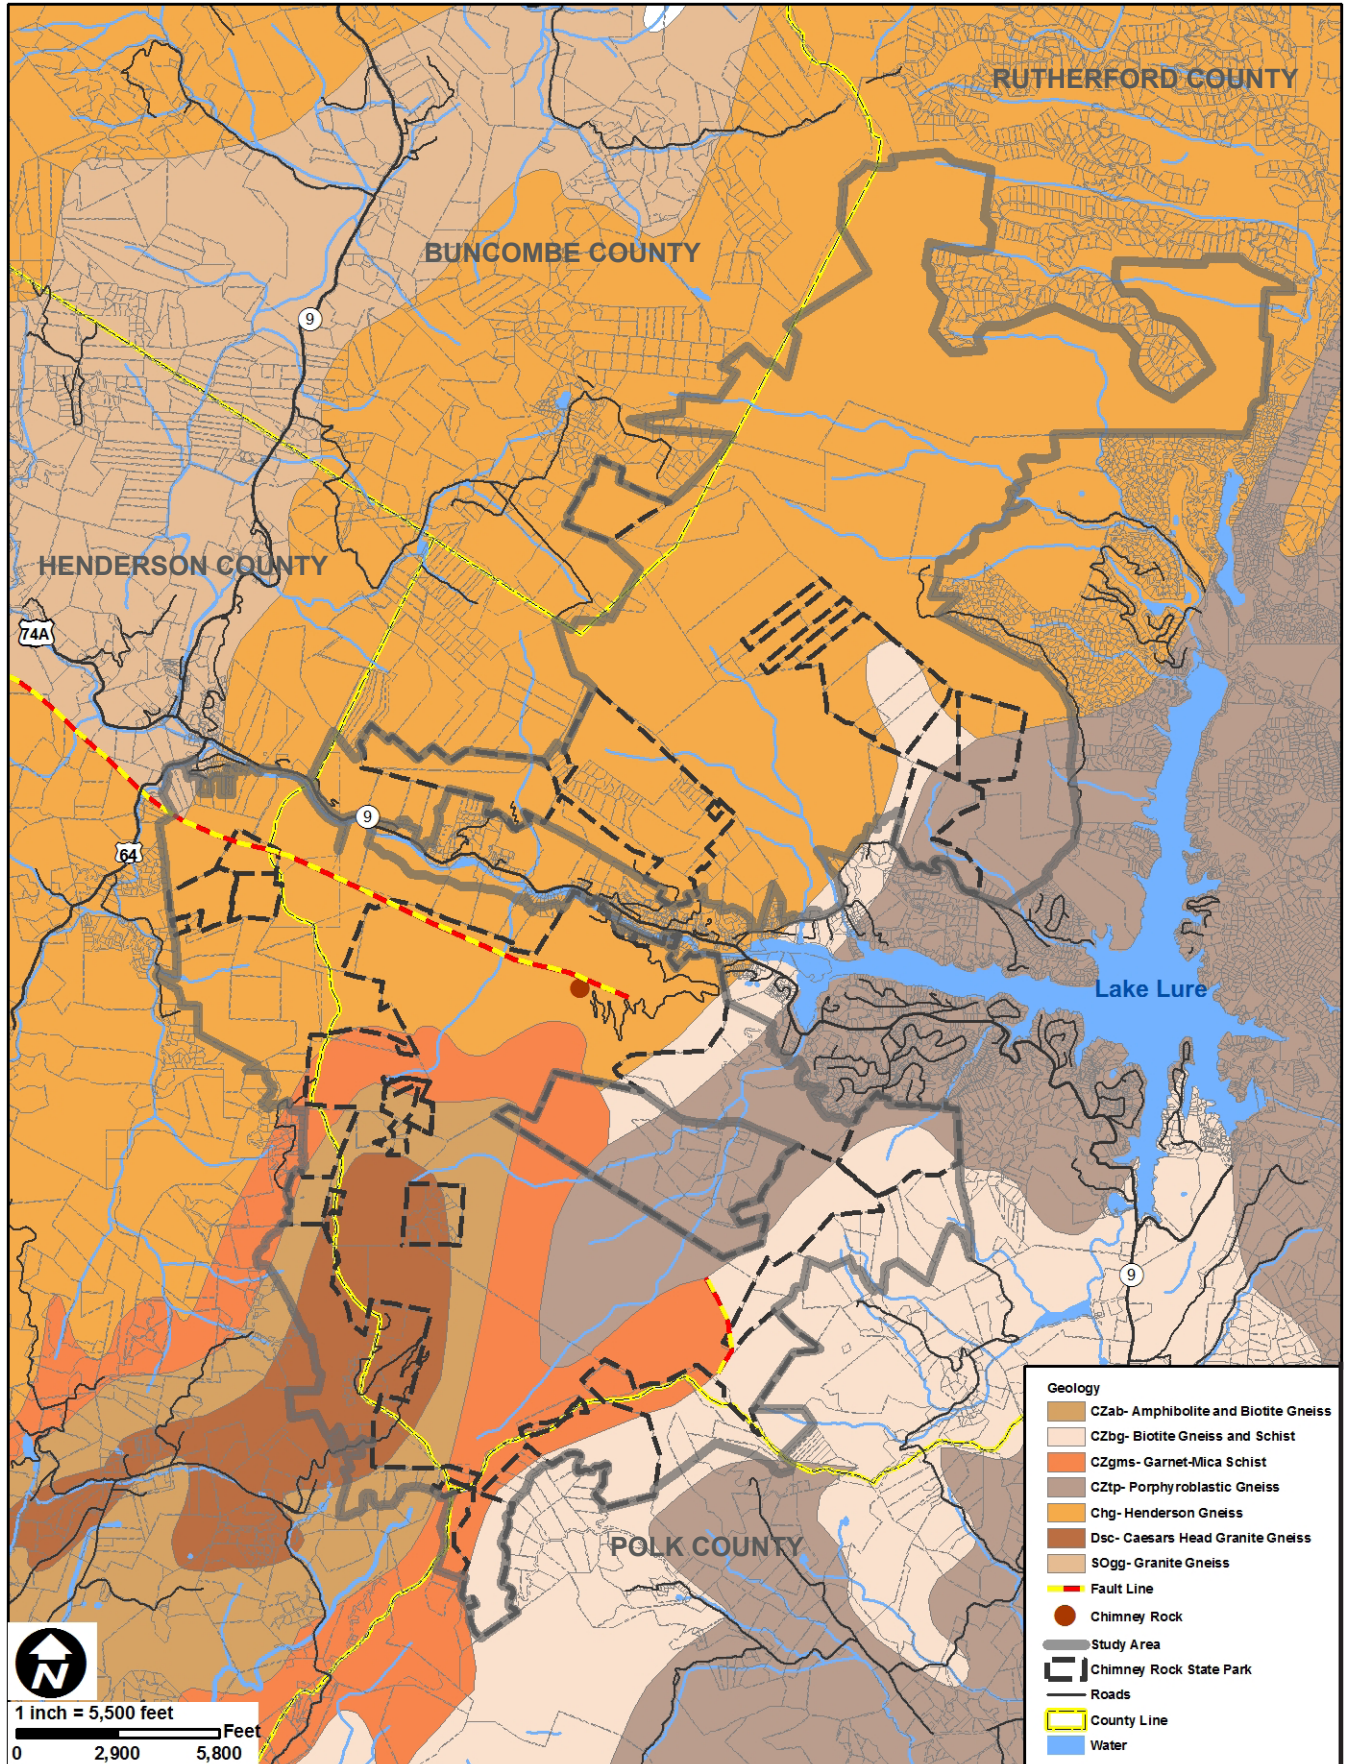 RUTHERFORD COUNTY
BUNCOMBE COUNTY
9
HENDERSON COUNTY
74A
9
64
Lake Lure
9
POLK COUNTY
Geology
CZab- Amphibolite and Biotite Gneiss
CZbg- Biotite Gneiss and Schist
CZgms- Garnet-Mica Schist
CZtp- Porphyroblastic Gneiss
Chg- Henderson Gneiss
Dsc- Caesars Head Granite Gneiss
SOgg- Granite Gneiss
Fault Line
Chimney Rock
Study Area
Chimney Rock State Park
Roads
County Line
Water
N
1 inch = 5,500 feet
Feet
0 2,900 5,800